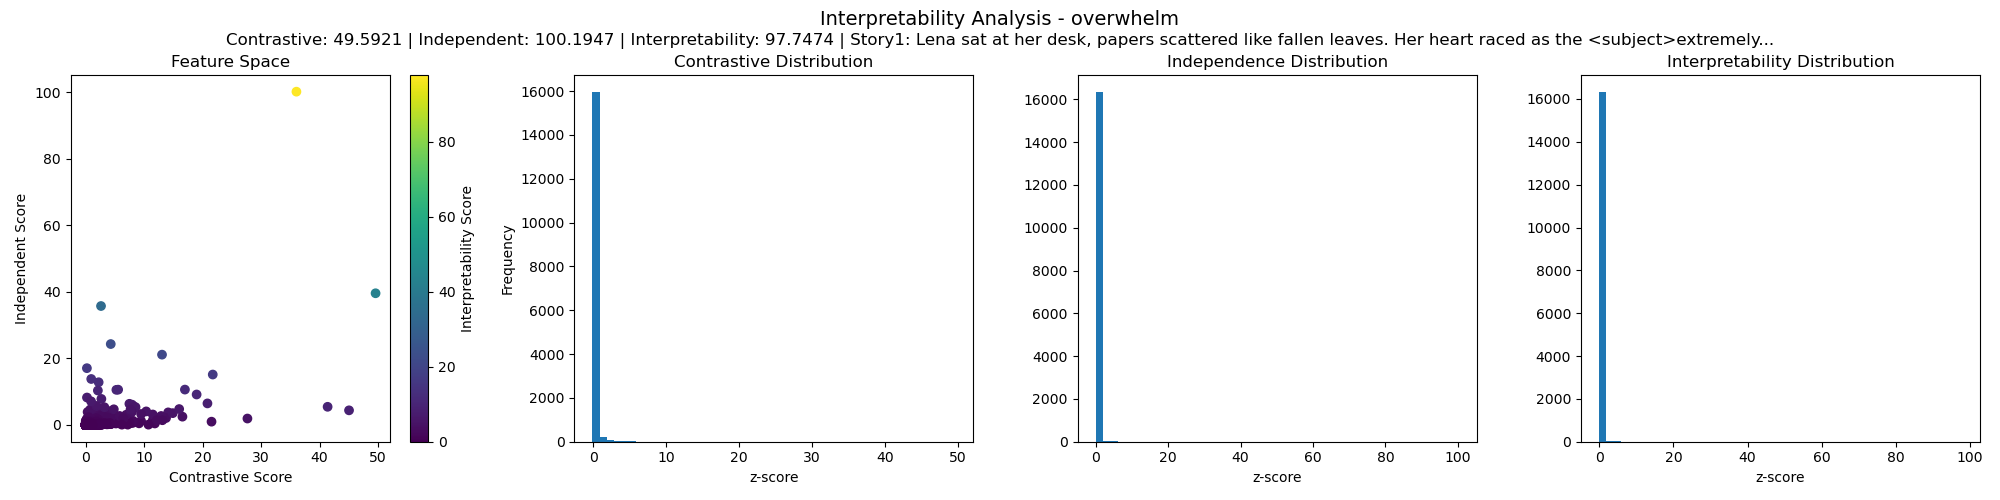 Interpretability Analysis - overwhelm
Contrastive: 49.5921 | Independent: 100.1947 | Interpretability: 97.7474 | Story1: Lena sat at her desk, papers scattered like fallen leaves. Her heart raced as the <subject>extremely...
Feature Space
100
80
60
40
20
0
Independent Score
0 10 20 30 40 50
Contrastive Score
80
60
40
20
0
Interpretability Score
Contrastive Distribution
16000
14000
12000
10000
8000
6000
4000
2000
0
Frequency
0 10 20 30 40 50
z-score
Independence Distribution
16000
14000
12000
10000
8000
6000
4000
2000
0
0 20 40 60 80 100
z-score
Interpretability Distribution
16000
14000
12000
10000
8000
6000
4000
2000
0
0 20 40 60 80 100
z-score